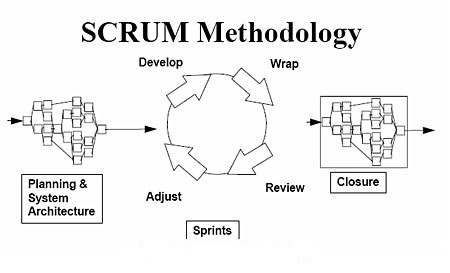 SCRUM Methodology
Develop
Wrap
Planning &
System
Architecture
Adjust
Review
Closure
Sprints